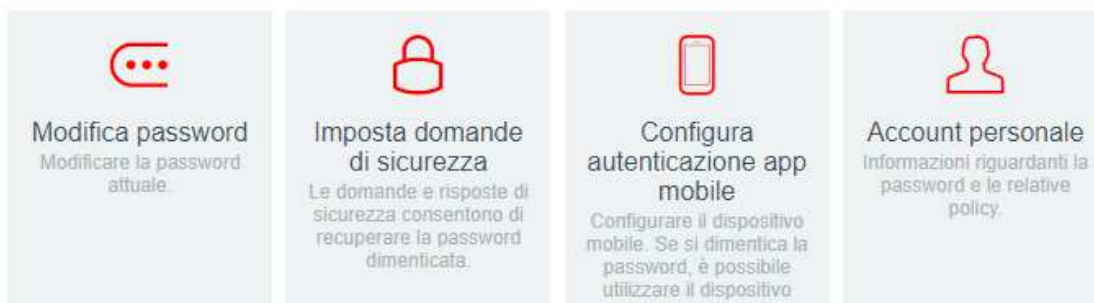 Modifica password
Modificare la password
attuale.
Imposta domande
di sicurezza
Le domande e risposte di
sicurezza consentono di
recuperare la password
dimenticata.
Configura
autenticazione app
mobile
Configurare il dispositivo
mobile. Se si dimentica la
password, è possibile
utilizzare il dispositivo
Account personale
Informazioni riguardanti la
password e le relative
policy.